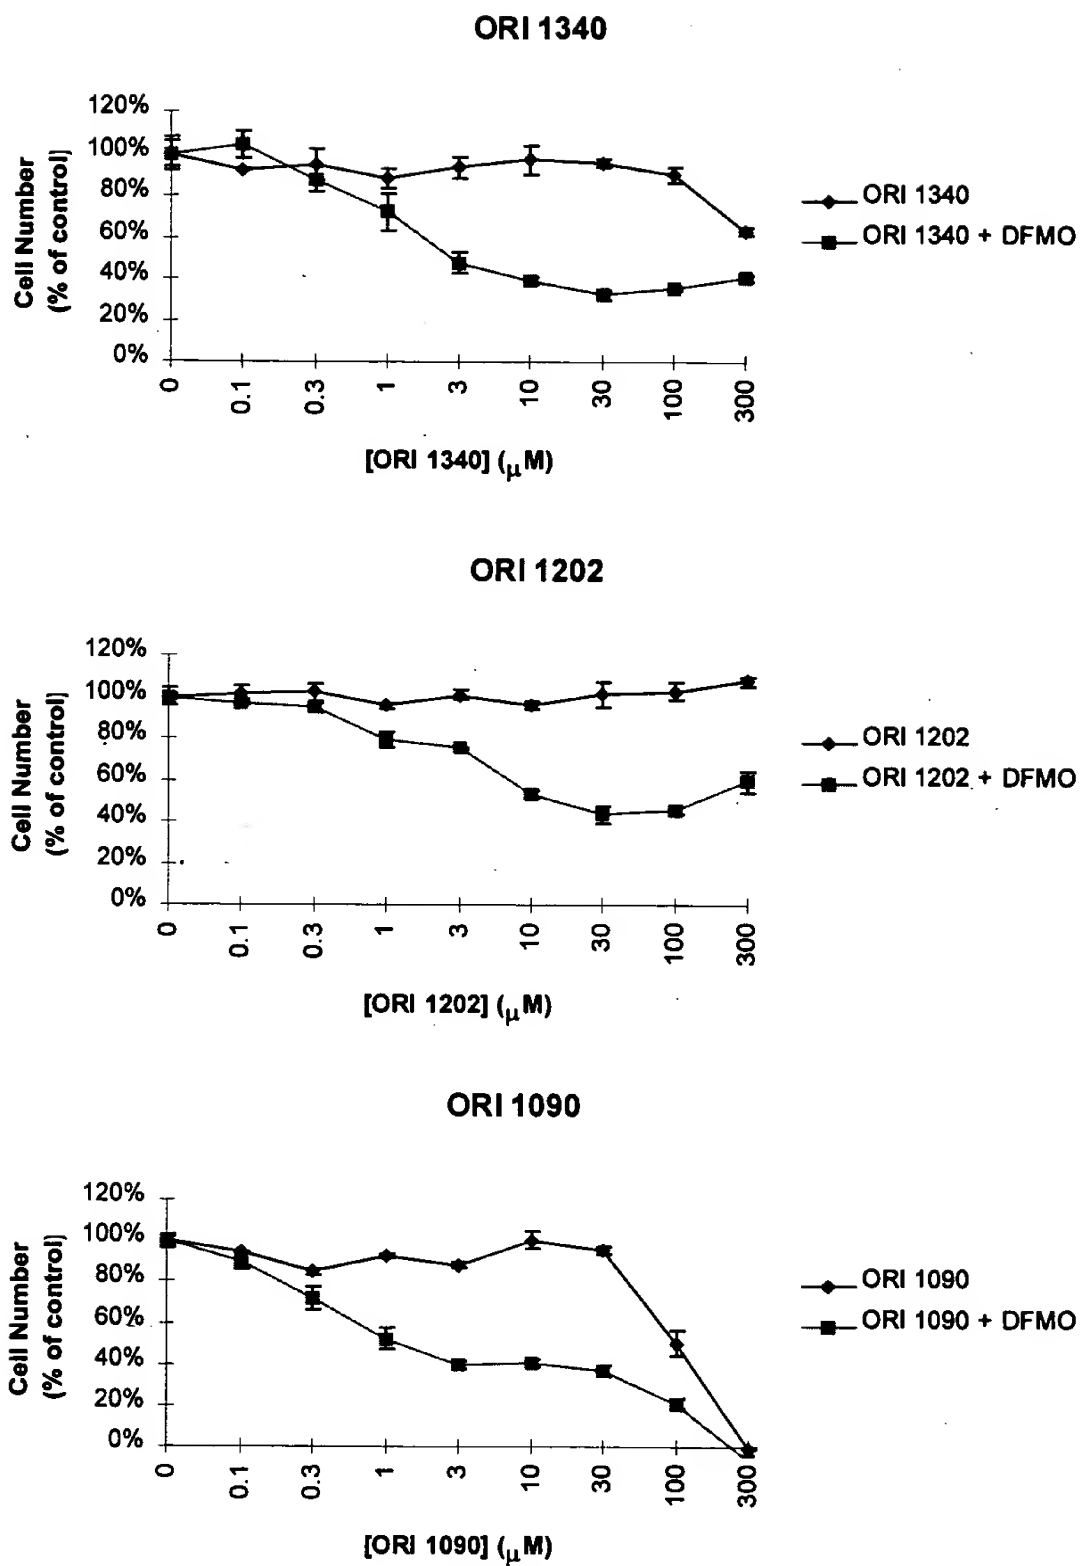 ORI 1340
120%
100%
80%
60%
40%
20%
0%
Cell Number
(% of control)
0 0.1 0.3 1 3 10 30 100 300
[ORI 1340] (μM)
ORI 1340
ORI 1340 + DFMO
ORI 1202
120%
100%
80%
60%
40%
20%
0%
Cell Number
(% of control)
0 0.1 0.3 1 3 10 30 100 300
[ORI 1202] (μM)
ORI 1202
ORI 1202 + DFMO
ORI 1090
120%
100%
80%
60%
40%
20%
0%
Cell Number
(% of control)
0 0.1 0.3 1 3 10 30 100 300
[ORI 1090] (μM)
ORI 1090
ORI 1090 + DFMO